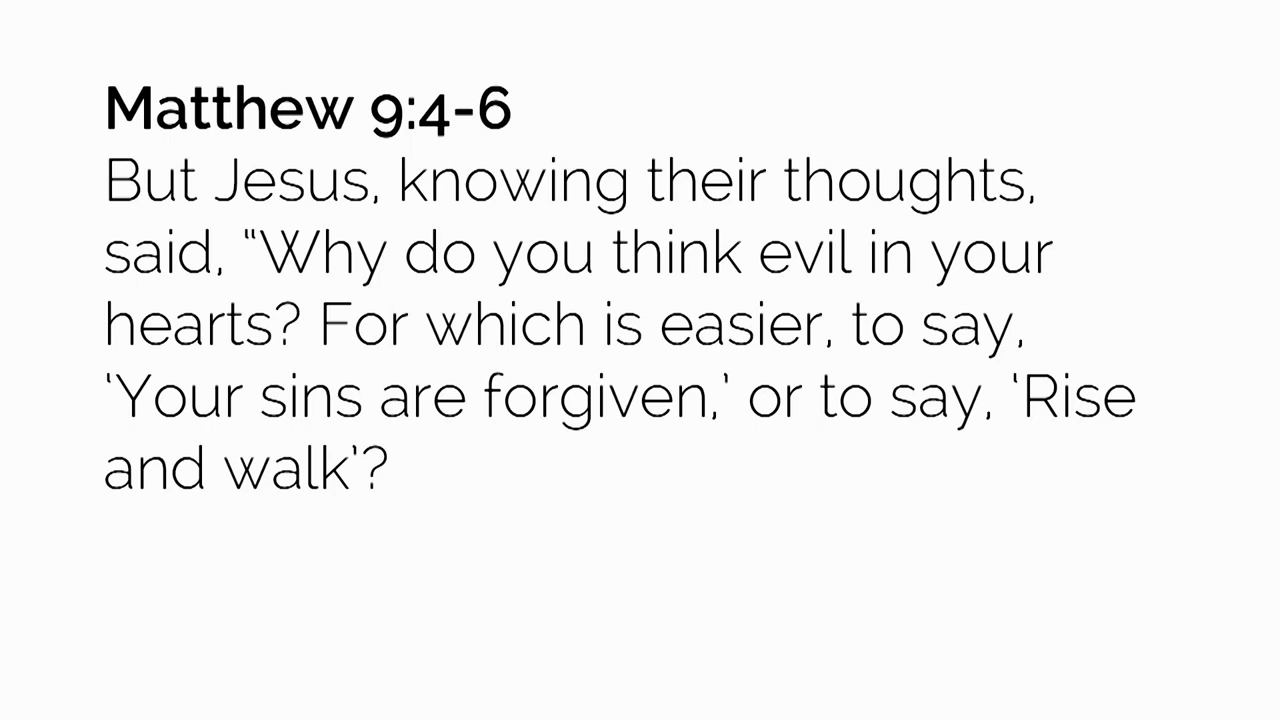 Matthew 9:4-6
But Jesus, knowing their thoughts,
said, “Why do you think evil in your
hearts? For which is easier, to say,
‘Your sins are forgiven,’ or to say, ‘Rise
and walk’?